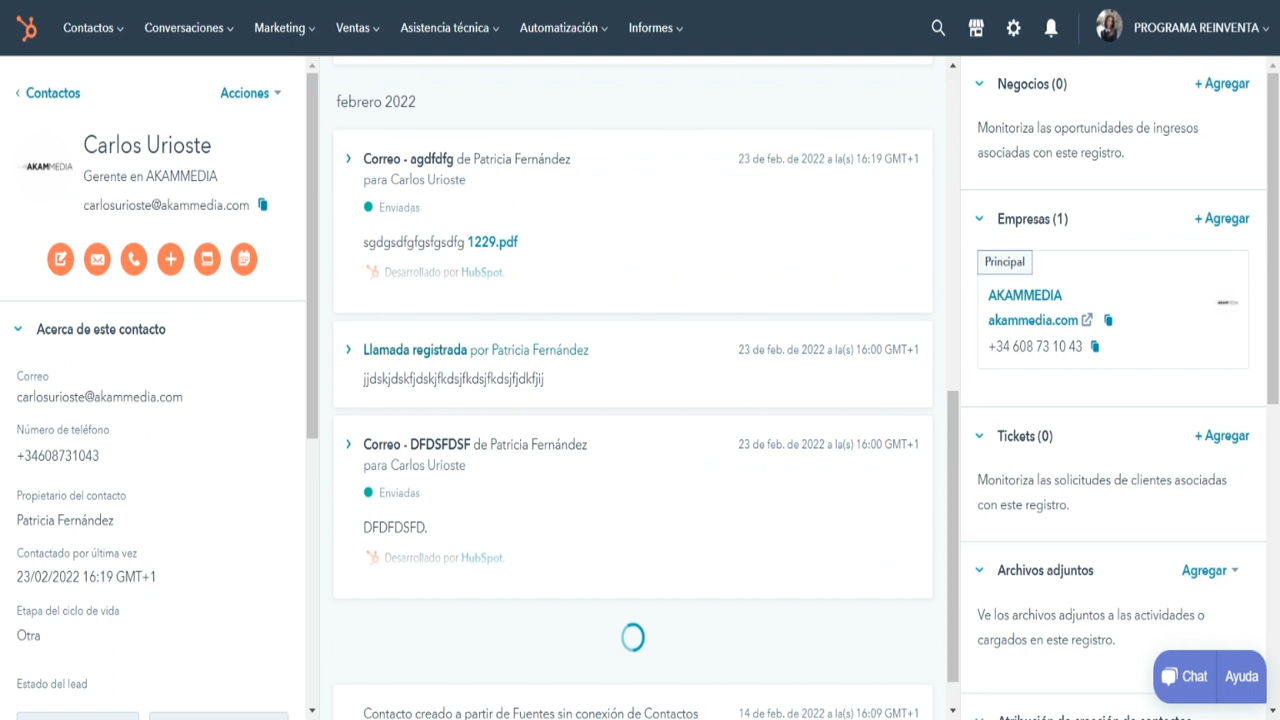 Contactos
Conversaciones
Marketing
Ventas
Asistencia técnica
Automatización
Informes
PROGRAMA REINVENTA
Contactos
Acciones
AKAMMEDIA
Carlos Urioste
Gerente en AKAMMEDIA
carlosurioste@akammedia.com
Acerca de este contacto
Correo
carlosurioste@akammedia.com
Número de teléfono
+34608731043
Propietario del contacto
Patricia Fernández
Contactado por última vez
23/02/2022 16:19 GMT+1
Etapa del ciclo de vida
Otra
Estado del lead
febrero 2022
Correo - agdfdfg de Patricia Fernández
23 de feb. de 2022 a la(s) 16:19 GMT+1
para Carlos Urioste
Enviadas
sgdgsdfgfgsfgsdfg 1229.pdf
Desarrollado por HubSpot.
Llamada registrada por Patricia Fernández
23 de feb. de 2022 a la(s) 16:00 GMT+1
jjdskjdskfjdskjfkdsjfkdsjfkdsjfjdkfjij
Correo - DFDSFDSF de Patricia Fernández
23 de feb. de 2022 a la(s) 16:00 GMT+1
para Carlos Urioste
Enviadas
DFDFDSFD.
Desarrollado por HubSpot.
Contacto creado a partir de Fuentes sin conexión de Contactos
14 de feb. de 2022 a la(s) 16:09 GMT+1
Negocios (0)
+ Agregar
Monitoriza las oportunidades de ingresos
asociadas con este registro.
Empresas (1)
+ Agregar
Principal
AKAMMEDIA
akammedia.com
+34 608 73 10 43
Tickets (0)
+ Agregar
Monitoriza las solicitudes de clientes asociadas
con este registro.
Archivos adjuntos
Agregar
Ve los archivos adjuntos a las actividades o
cargados en este registro.
Chat
Ayuda